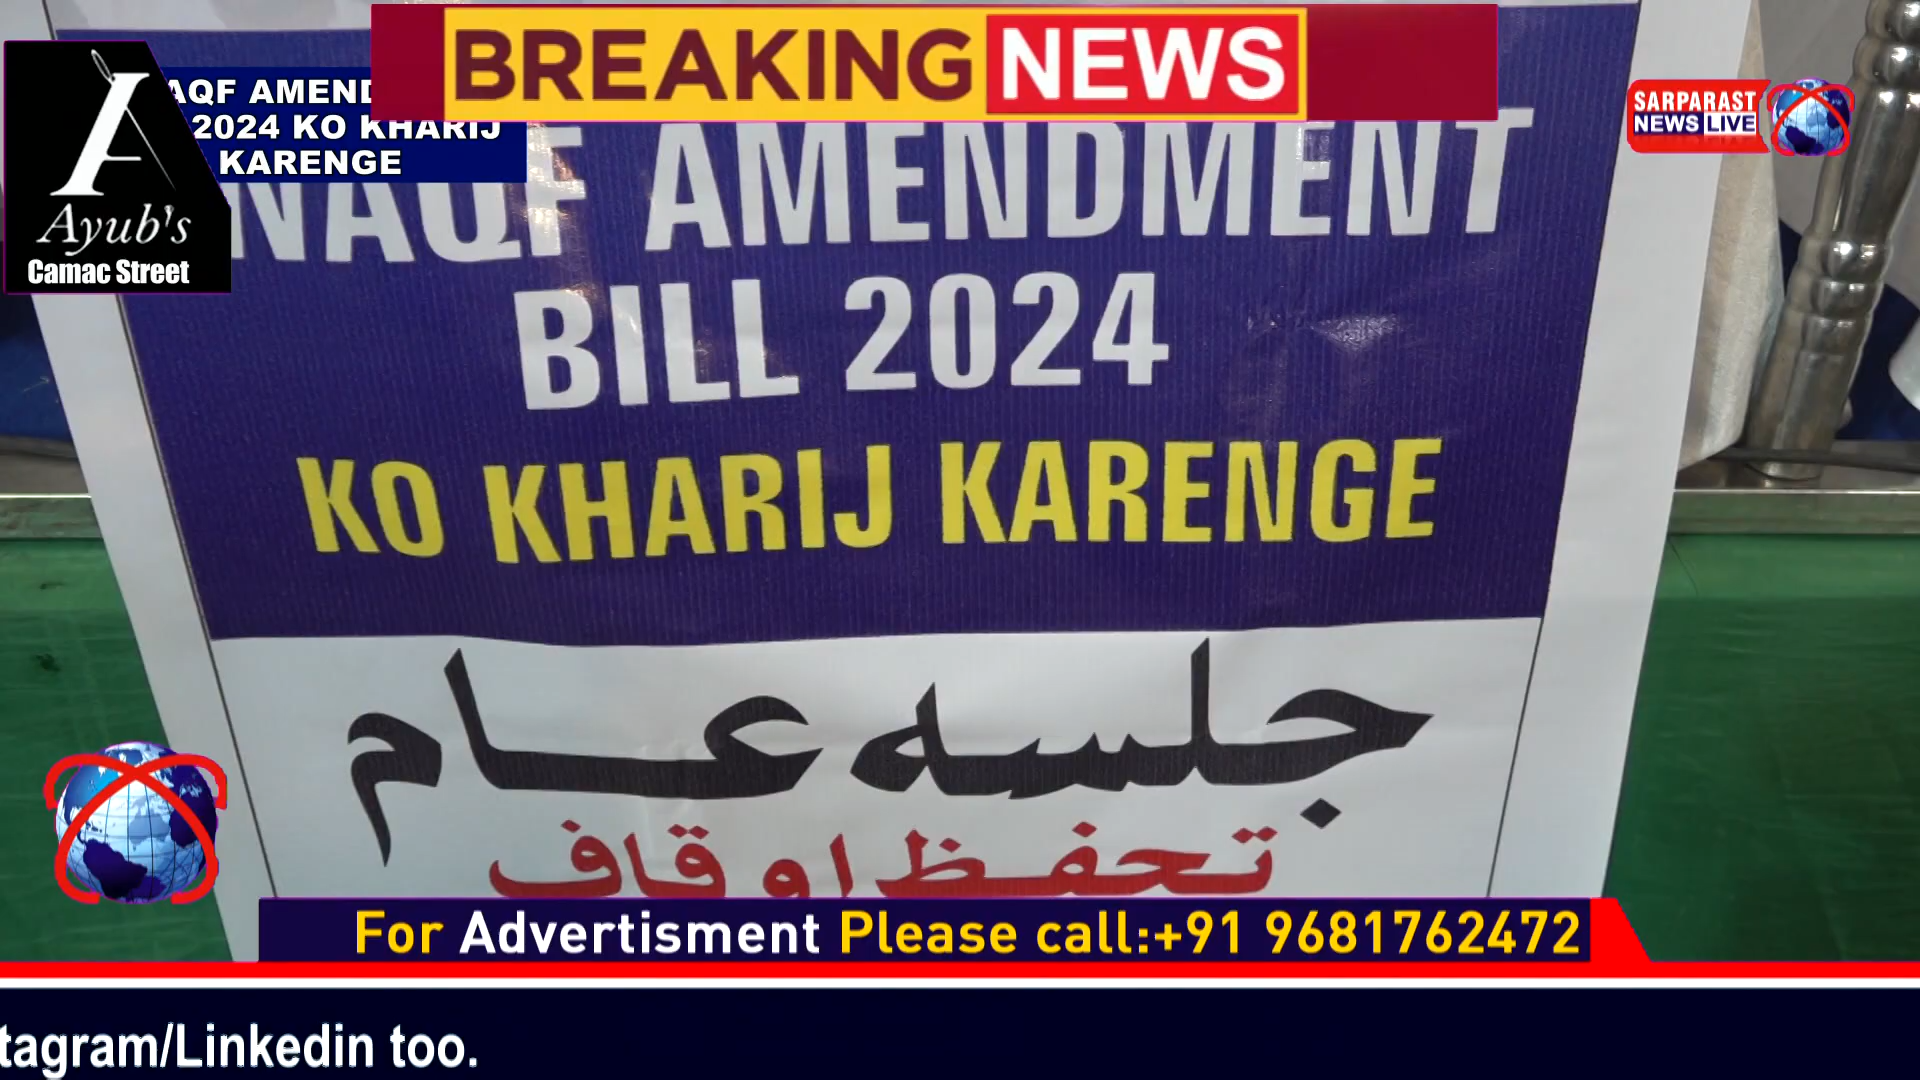 BREAKING NEWS
AQF AMEND
2024 KO KHARIJ
KARENGE
SARPARAST
NEWS LIVE
A
Ayub's
Camac Street
WAQF AMENDMENT
BILL 2024
KO KHARIJ KARENGE
جلسہ عام
تحفظ اوقاف
For Advertisment Please call:+91 9681762472
tagram/Linkedin too.